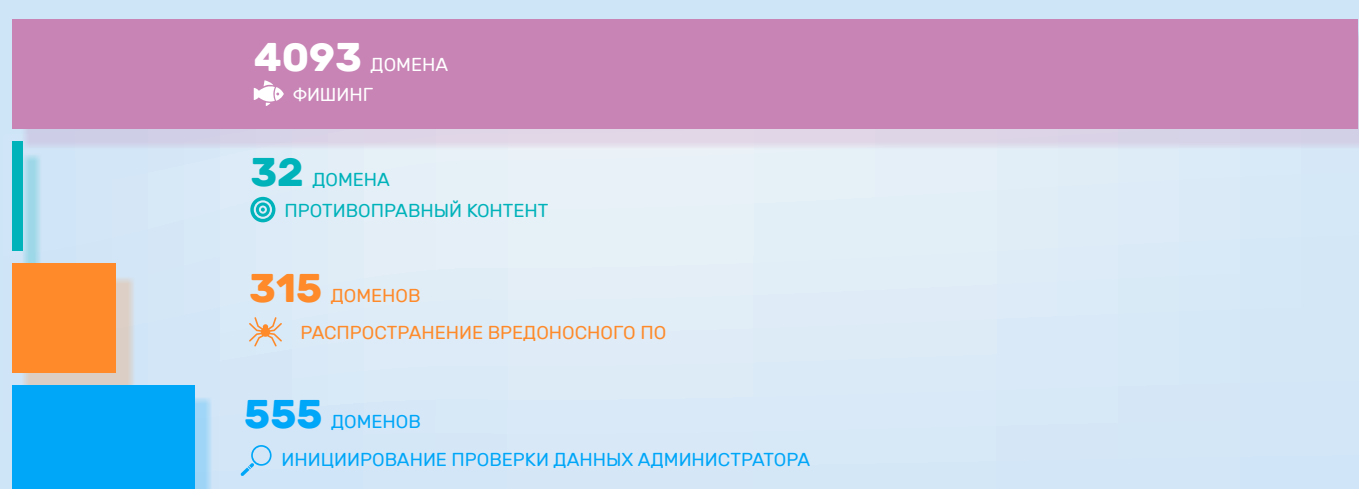 4093 ДОМЕНА
ФИШИНГ
32 ДОМЕНА
ПРОТИВОПРАВНЫЙ КОНТЕНТ
315 ДОМЕНОВ
РАСПРОСТРАНЕНИЕ ВРЕДОНОСНОГО ПО
555 ДОМЕНОВ
ИНИЦИИРОВАНИЕ ПРОВЕРКИ ДАННЫХ АДМИНИСТРАТОРА